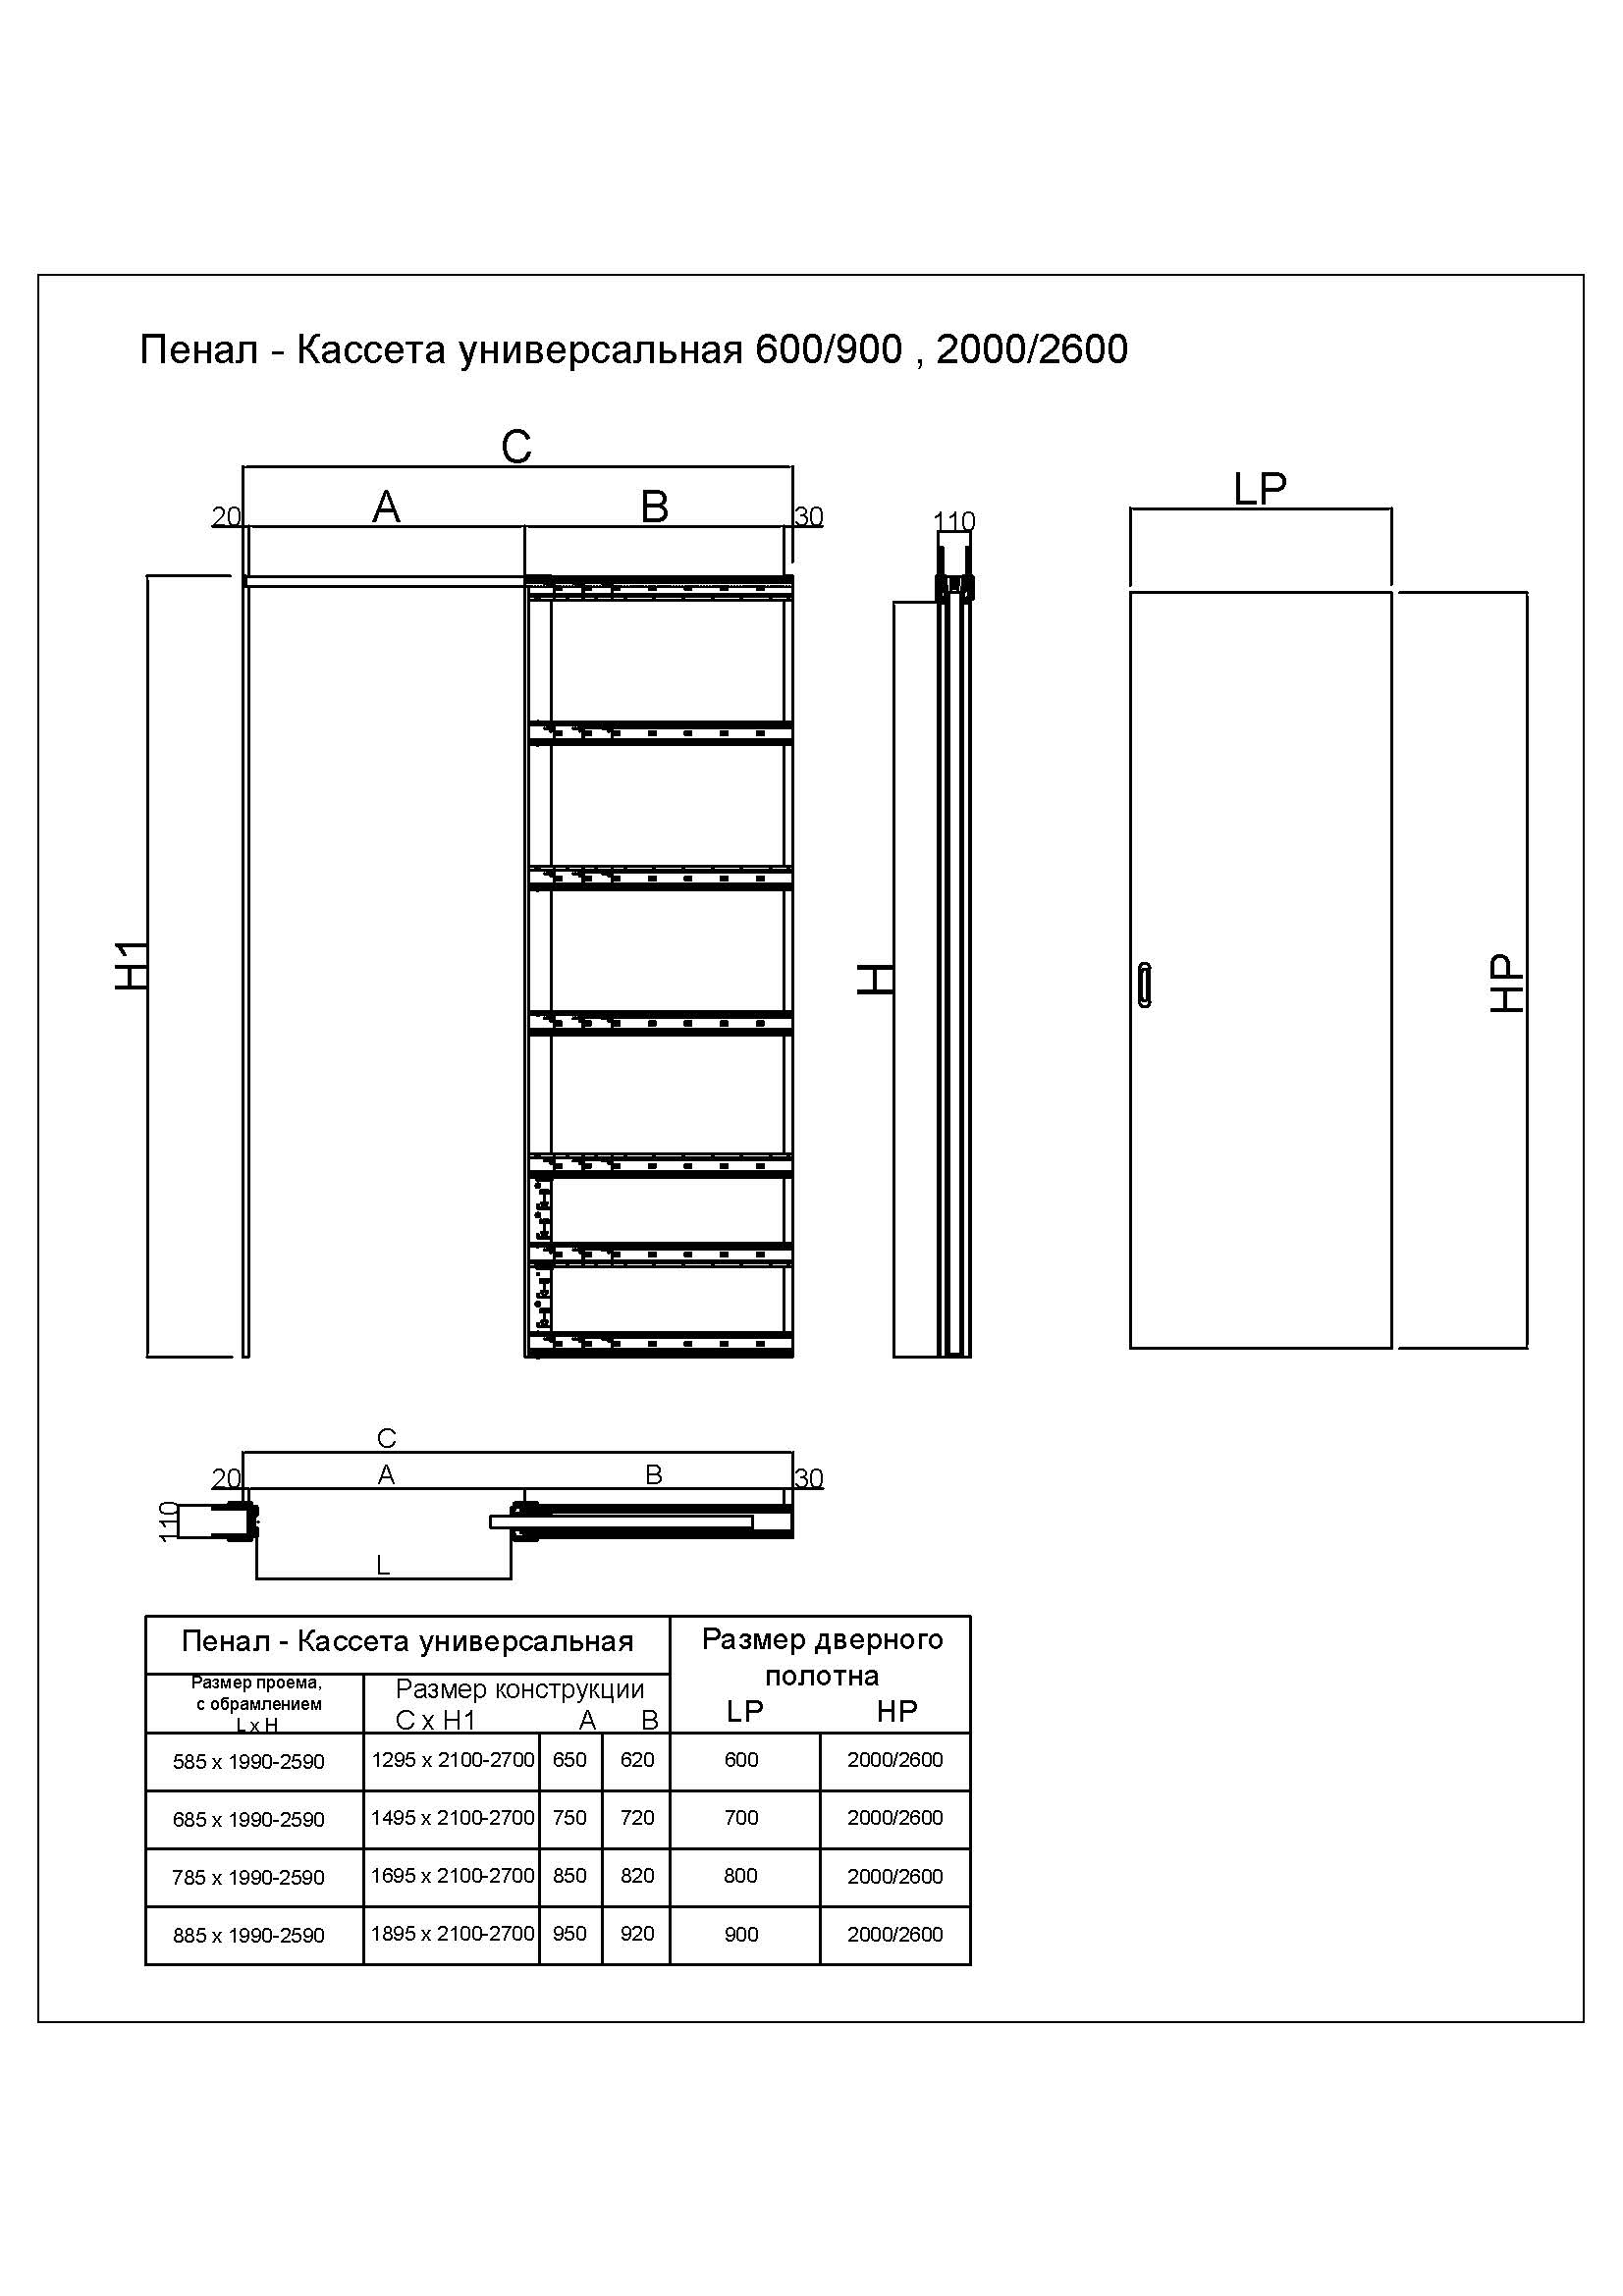 Пенал - Кассета универсальная 600/900 , 2000/2600
C
LP
20
A
B
30
110
H1
H
HP
C
20
A
B
30
110
L
Пенал - Кассета универсальная
Размер дверного
полотна
LP HP
Размер проема,
с обрамлением
L x H
Размер конструкции
C x H1 A B
585 x 1990-2590 1295 x 2100-2700 650 620 600 2000/2600
685 x 1990-2590 1495 x 2100-2700 750 720 700 2000/2600
785 x 1990-2590 1695 x 2100-2700 850 820 800 2000/2600
885 x 1990-2590 1895 x 2100-2700 950 920 900 2000/2600